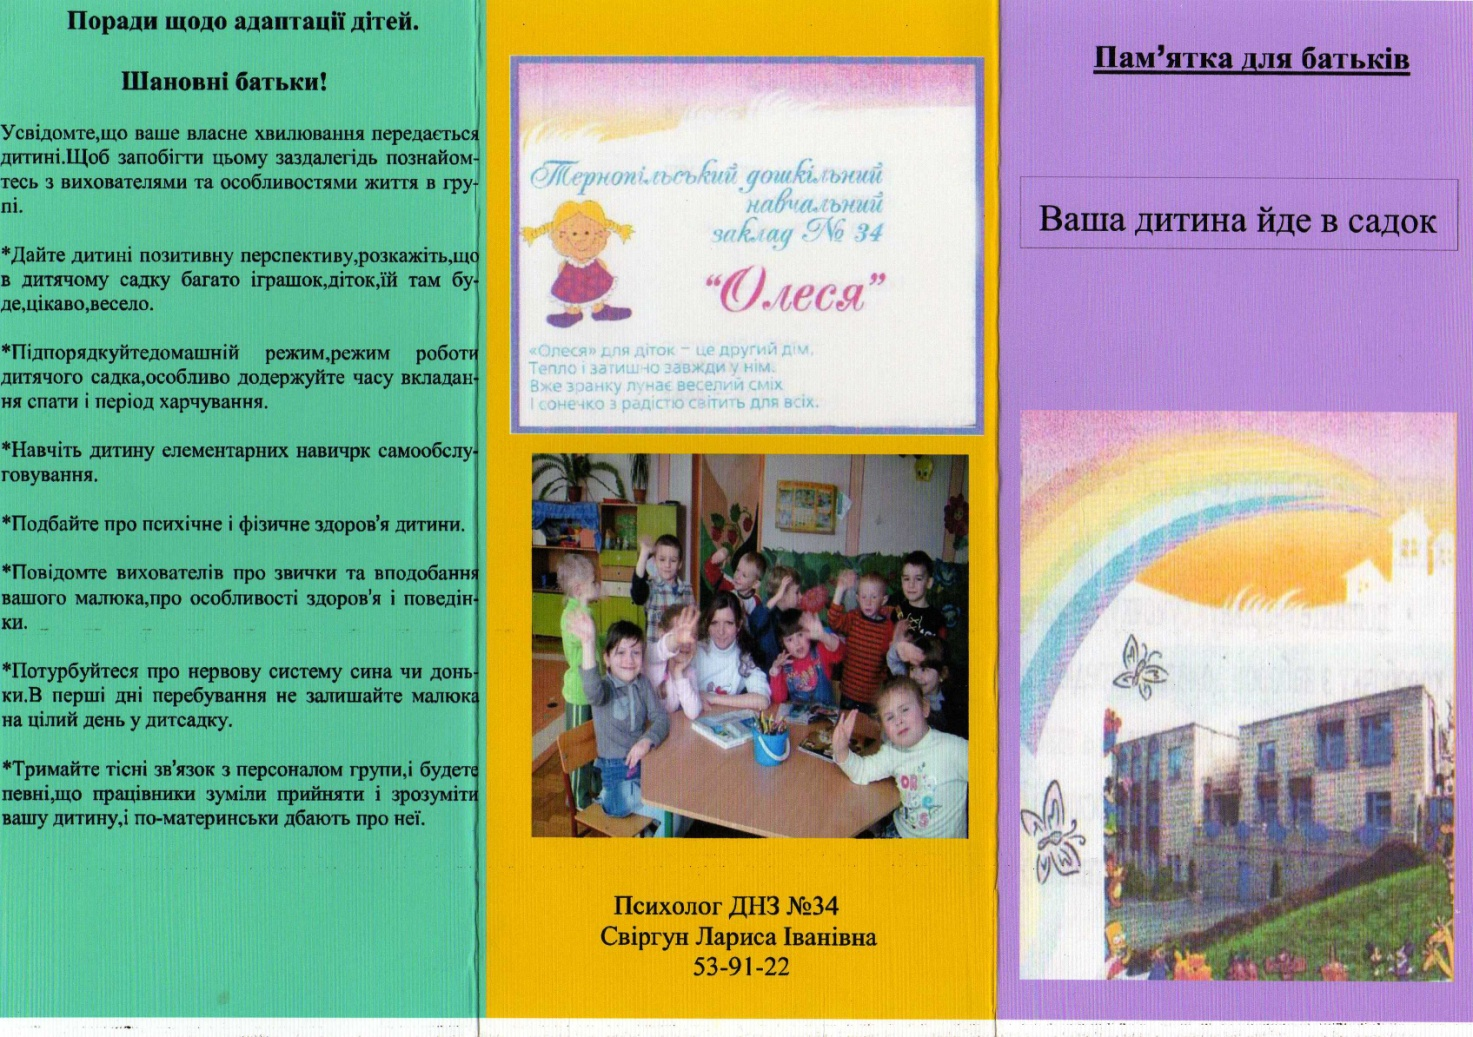 Поради щодо адаптації дітей.
Шановні батьки!
Усвідомте,що ваше власне хвилювання передається
дитині.Щоб запобігти цьому заздалегідь познайом-
тесь з вихователями та особливостями життя в гру-
пі.
*Дайте дитині позитивну перспективу,розкажіть,що
в дитячому садку багато іграшок,діток,їй там бу-
де,цікаво,весело.
*Підпорядкуйтедомашній режим,режим роботи
дитячого садка,особливо додержуйте часу вкладан-
ня спати і період харчування.
*Навчіть дитину елементарних навичрк самообслу-
говування.
*Подбайте про психічне і фізичне здоров'я дитини.
*Повідомте вихователів про звички та вподобання
вашого малюка,про особливості здоров'я і поведін-
ки.
*Потурбуйтеся про нервову систему сина чи донь-
ки.В перші дні перебування не залишайте малюка
на цілий день у дитсадку.
*Тримайте тісні зв'язок з персоналом групи,і будете
певні,що працівники зуміли прийняти і зрозуміти
вашу дитину,і по-материнськи дбають про неї.
Тернопільський дошкільний
навчальний
заклад № 34
“Олеся”
«Олеся» для діток – це другий дім.
Тепло і затишно завжди у нім.
Вже зранку лунає веселий сміх
І сонечко з радістю світить для всіх.
Психолог ДНЗ №34
Свіргун Лариса Іванівна
53-91-22
Пам’ятка для батьків
Ваша дитина йде в садок